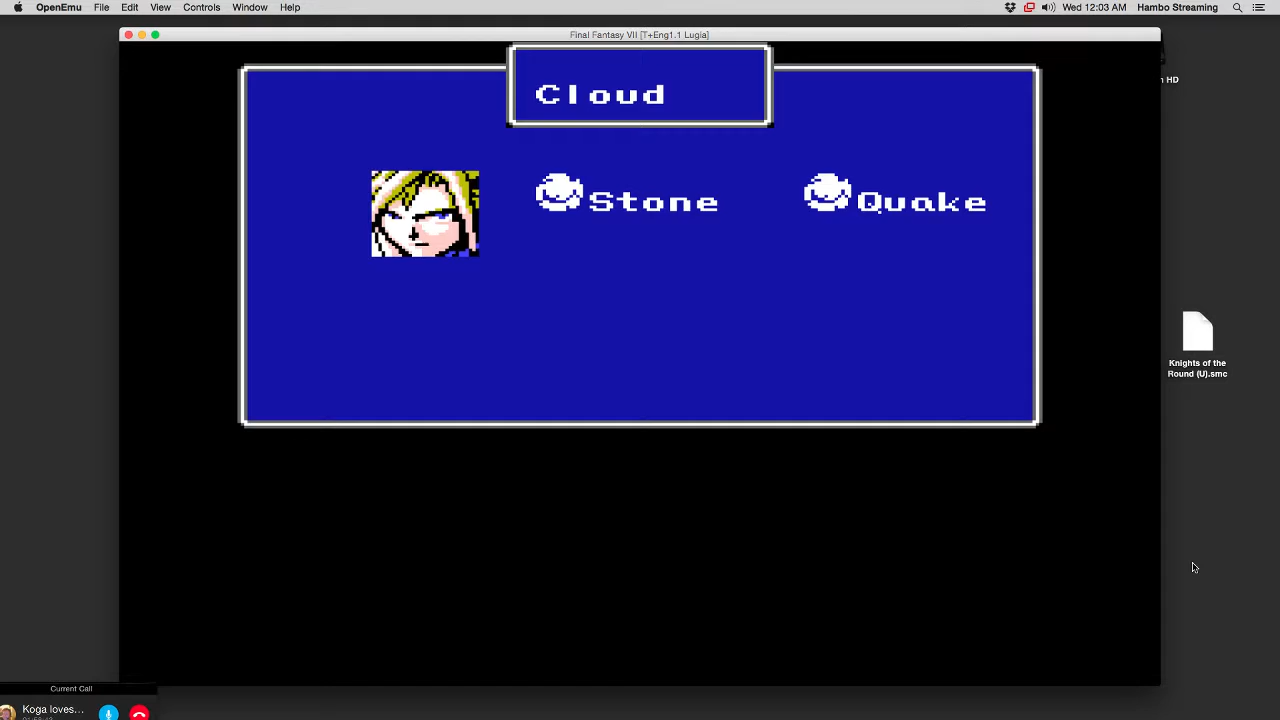 OpenEmu File Edit View Controls Window Help Wed 12:03 AM Hambo Streaming
Final Fantasy VII [T+Eng1.1 Lugia]
Cloud
HD
Stone Quake
Knights of the
Round (U).smc
Current Call
Koga loves...